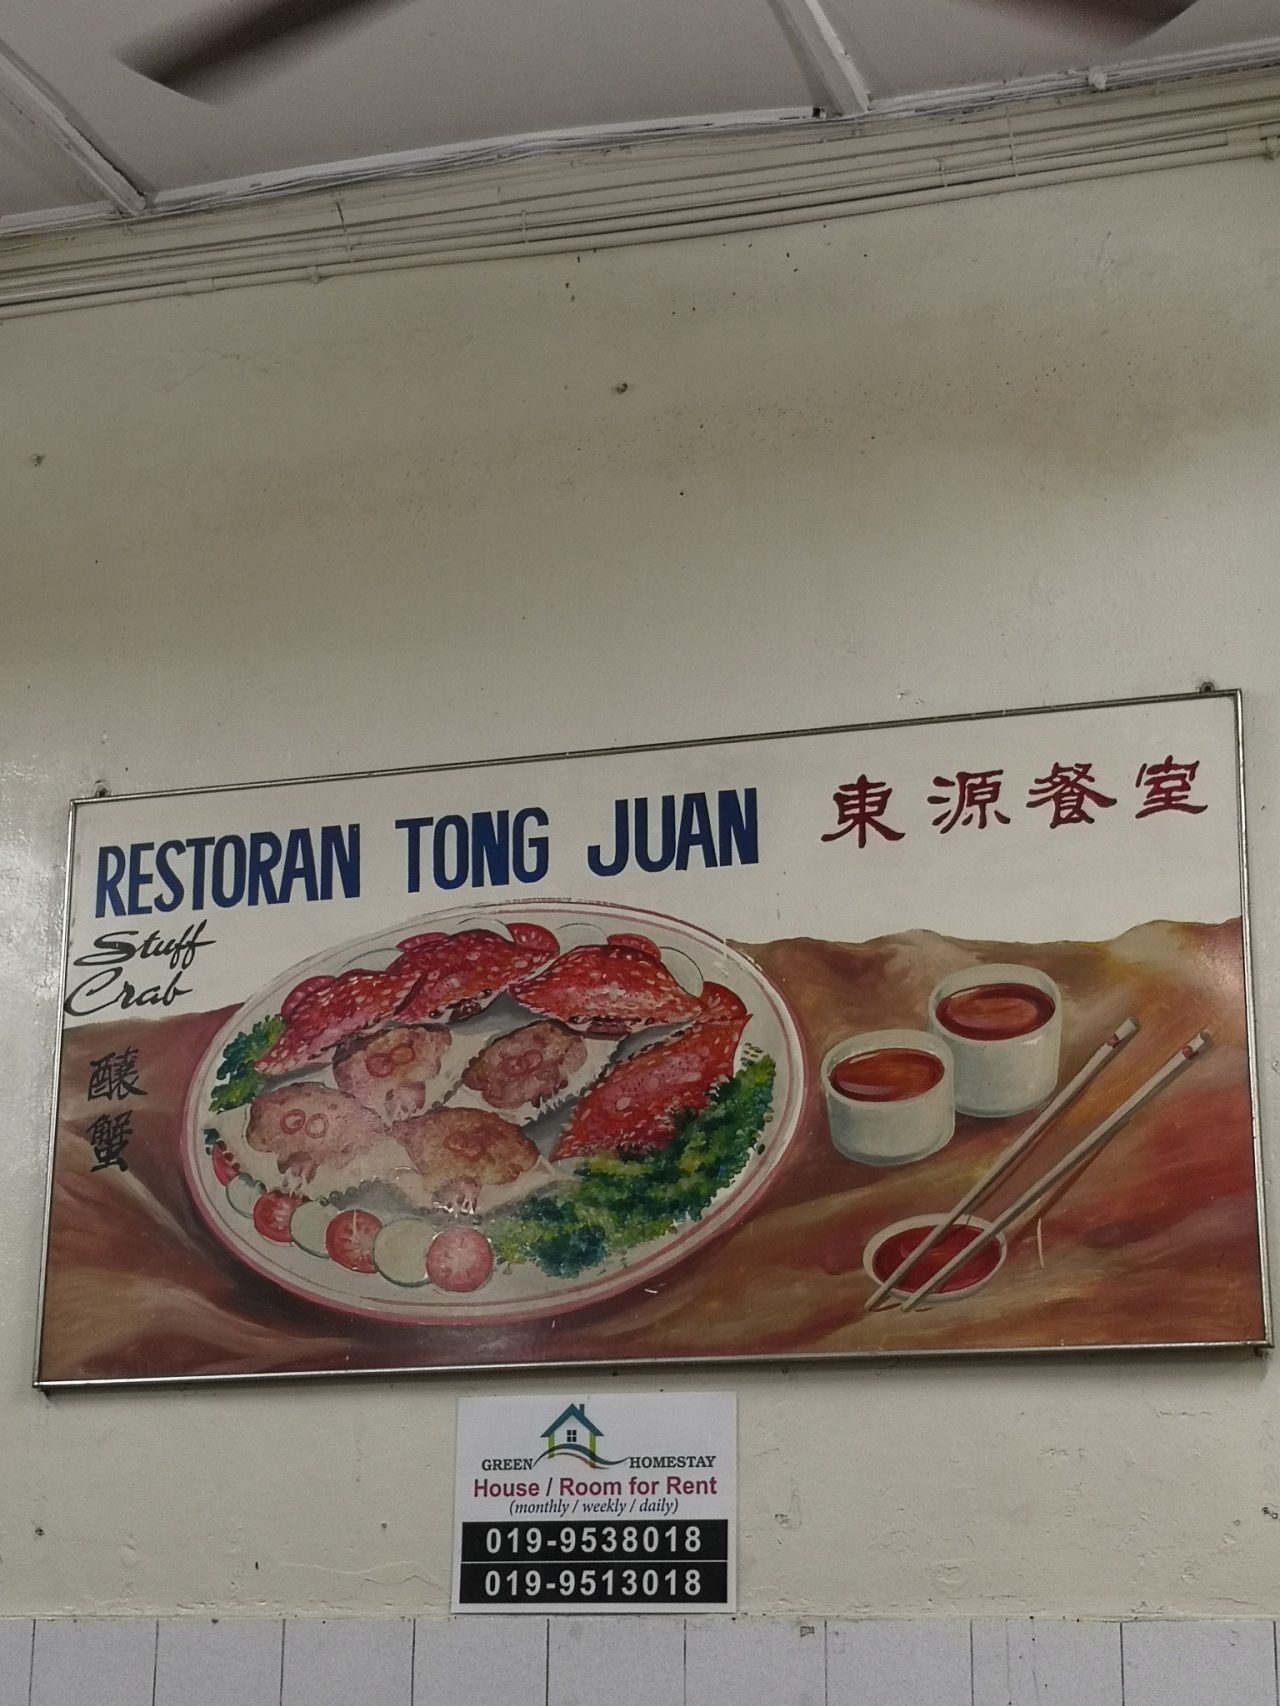 RESTORAN TONG JUAN
東源餐室
Stuff
Crab
釀蟹
GREEN HOMESTAY
House / Room for Rent
(monthly / weekly / daily)
019-9538018
019-9513018